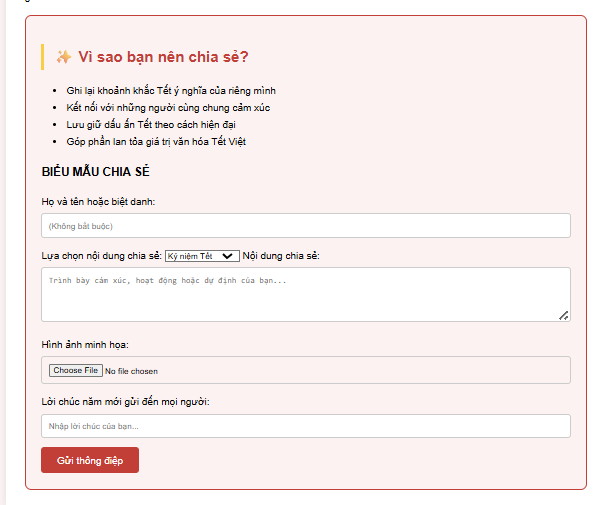 ✨ Vì sao bạn nên chia sẻ?
Ghi lại khoảnh khắc Tết ý nghĩa của riêng mình
Kết nối với những người cùng chung cảm xúc
Lưu giữ dấu ấn Tết theo cách hiện đại
Góp phần lan tỏa giá trị văn hóa Tết Việt
BIỂU MẪU CHIA SẺ
Họ và tên hoặc biệt danh:
(Không bắt buộc)
Lựa chọn nội dung chia sẻ: Kỷ niệm Tết Nội dung chia sẻ:
Trình bày cảm xúc, hoạt động hoặc dự định của bạn...
Hình ảnh minh họa:
Choose File No file chosen
Lời chúc năm mới gửi đến mọi người:
Nhập lời chúc của bạn...
Gửi thông điệp